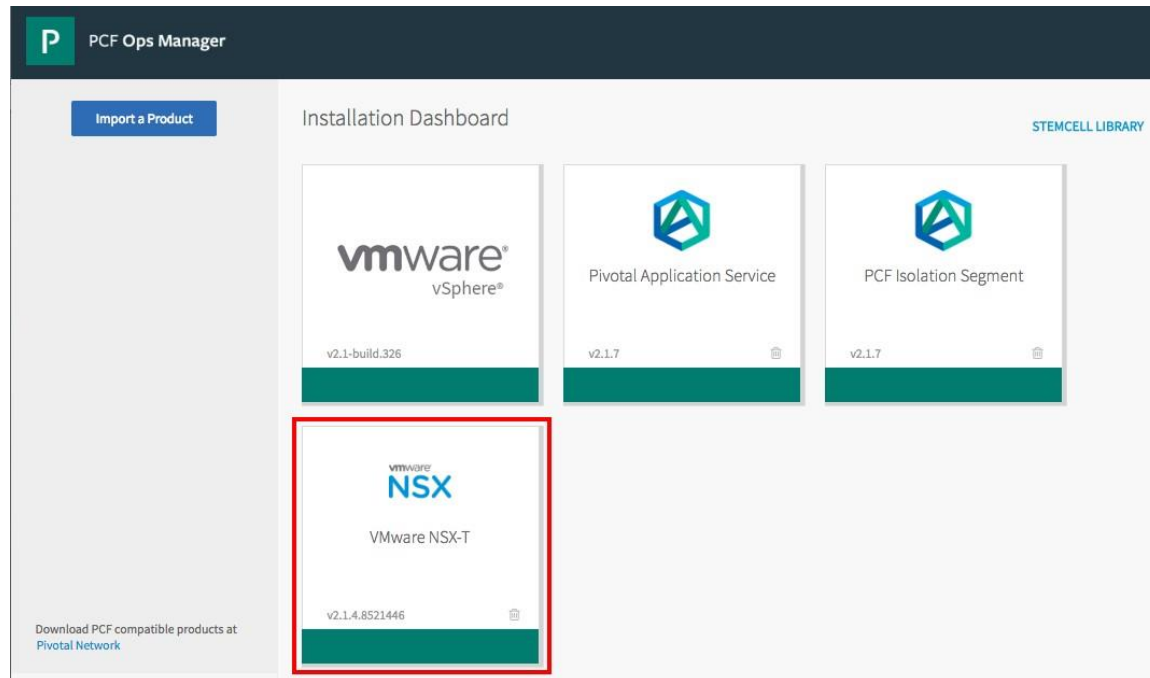 P
PCF Ops Manager
Import a Product
Installation Dashboard
STEMCELL LIBRARY
vmware®
vSphere®
v2.1-build.326
Pivotal Application Service
v2.1.7
PCF Isolation Segment
v2.1.7
vmware
NSX
VMware NSX-T
v2.1.4.8521446
Download PCF compatible products at
Pivotal Network